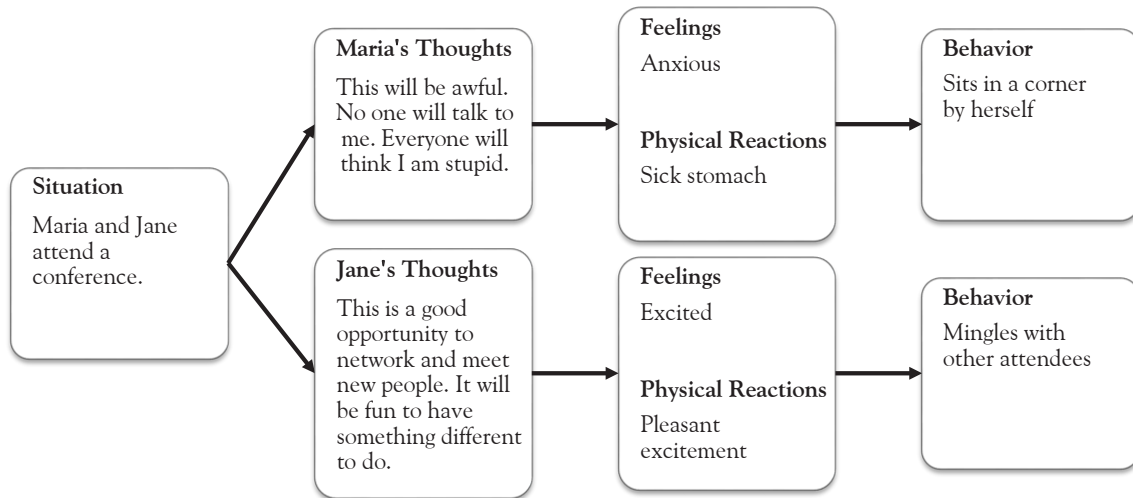 Situation
Maria and Jane
attend a
conference.
Maria's Thoughts
This will be awful.
No one will talk to
me. Everyone will
think I am stupid.
Feelings
Anxious
Physical Reactions
Sick stomach
Behavior
Sits in a corner
by herself
Jane's Thoughts
This is a good
opportunity to
network and meet
new people. It will
be fun to have
something different
to do.
Feelings
Excited
Physical Reactions
Pleasant
excitement
Behavior
Mingles with
other attendees